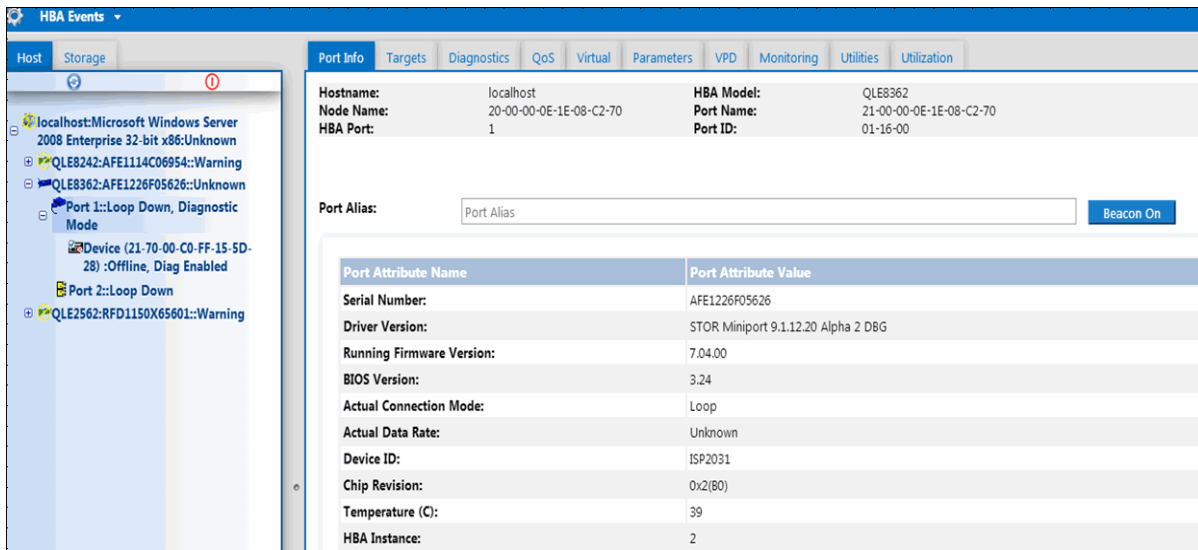 HBA Events
Host Storage
localhost:Microsoft Windows Server
2008 Enterprise 32-bit x86:Unknown
QLE8242:AFE1114C06954::Warning
QLE8362:AFE1226F05626::Unknown
Port 1::Loop Down, Diagnostic
Mode
Device (21-70-00-C0-FF-15-5D-
28) :Offline, Diag Enabled
Port 2::Loop Down
QLE2562:RFD1150X65601::Warning
Port Info Targets Diagnostics QoS Virtual Parameters VPD Monitoring Utilities Utilization
Hostname: localhost HBA Model: QLE8362
Node Name: 20-00-00-0E-1E-08-C2-70 Port Name: 21-00-00-0E-1E-08-C2-70
HBA Port: 1 Port ID: 01-16-00
Port Alias: Port Alias Beacon On
Port Attribute Name Port Attribute Value
Serial Number: AFE1226F05626
Driver Version: STOR Miniport 9.1.12.20 Alpha 2 DBG
Running Firmware Version: 7.04.00
BIOS Version: 3.24
Actual Connection Mode: Loop
Actual Data Rate: Unknown
Device ID: ISP2031
Chip Revision: 0x2(B0)
Temperature (C): 39
HBA Instance: 2